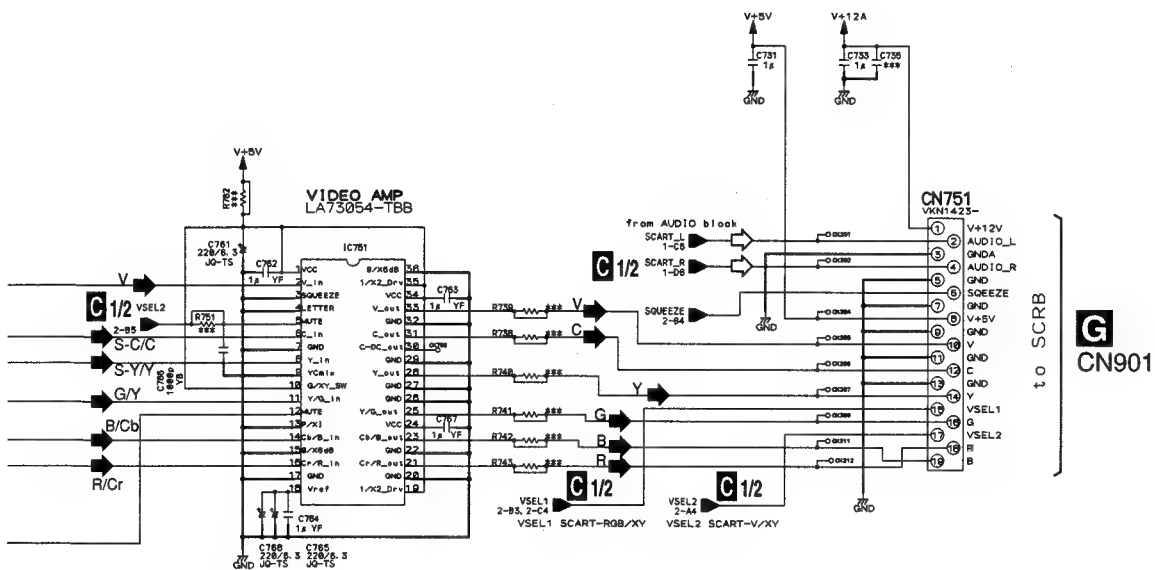 V+5V
V+12A
C731
1μ
C733
1μ
C735
***
GND
GND
V+5V
R762
***
VIDEO AMP
LA73054-TBB
IC751
C761
220/6.3
JQ-TS
C762
1μ YF
from AUDIO block
SCART_L
1-C6
SCART_R
1-D6
C 1/2
SQUEEZE
2-B4
GND
CN751
VKN1423-
1 V+12V
2 AUDIO_L
3 GNDA
4 AUDIO_R
5 GND
6 SQEEZE
7 GND
8 V+5V
9 GND
10 V
11 GND
12 C
13 GND
14 Y
15 VSEL1
16 G
17 VSEL2
18 R
19 B
to SCRB
G
CN901
V
C 1/2
VSEL2
2-B5
R751
***
S-C/C
S-Y/Y
G/Y
B/Cb
R/Cr
1000p
YB
1 VCC
2 V_in
3 SQUEEZE
4 LETTER
5 MUTE
6 C_in
7 GND
8 Y_in
9 YCmix
10 G/XY_SW
11 Y/G_in
12 MUTE
13 P/XI
14 Cb/B_in
15 B/X6dB
16 Cr/R_in
17 GND
18 Vref
8/X6dB 36
1/X2_Drv 35
VCC 34
V_out 33
GND 32
C_out 31
C-DC_out 30
GND 29
Y_out 28
GND 27
GND 26
Y/G_out 25
VCC 24
Cb/B_out 23
GND 22
Cr/R_out 21
GND 20
1/X2_Drv 19
C763
1μ YF
C767
1μ YF
R739 *** V
R738 *** C
R740 *** Y
R741 *** G
R742 *** B
R743 *** R
C764
1μ YF
GND
C766
220/6.3
JQ-TS
C765
220/6.3
JQ-TS
C 1/2
VSEL1
2-B3, 2-C4
VSEL1 SCART-RGB/XY
C 1/2
VSEL2
2-A4
VSEL2 SCART-V/XY
GND